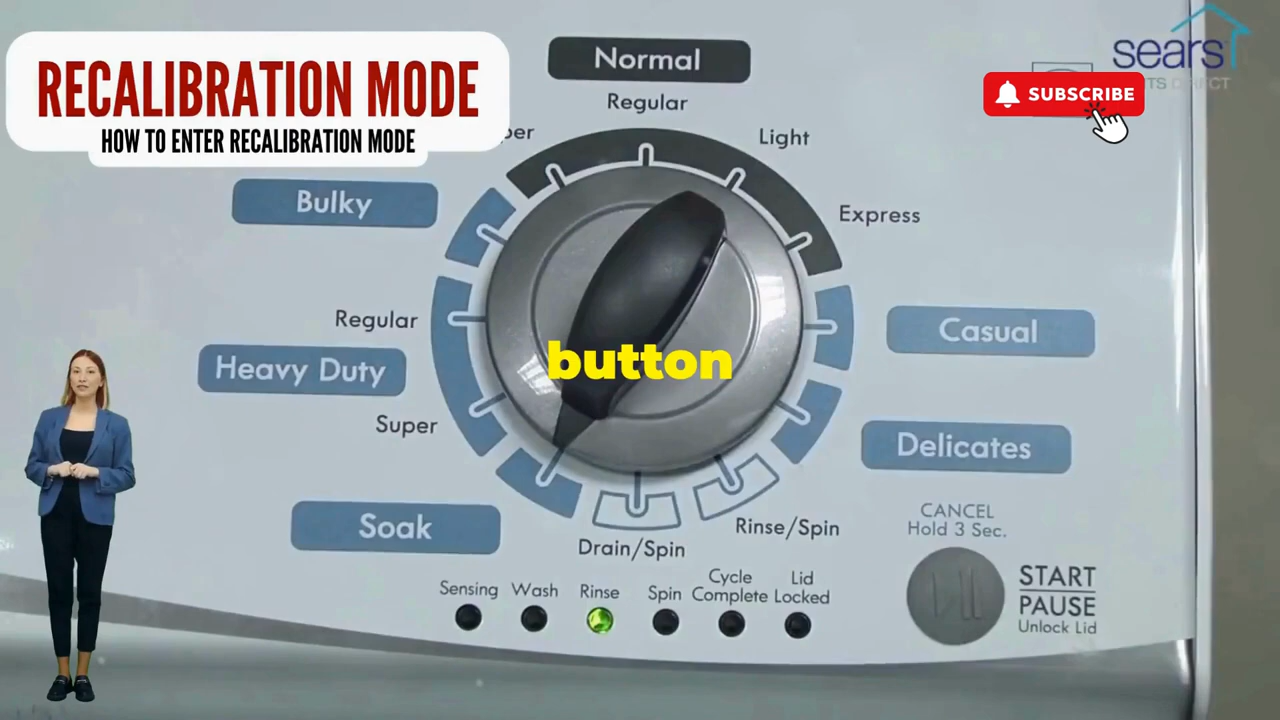 sears
RECALIBRATION MODE
HOW TO ENTER RECALIBRATION MODE
SUBSCRIBE
DIRECT
Normal
Regular
Light
Bulky
Express
Regular
Casual
Heavy Duty
button
Super
Delicates
Soak
Rinse/Spin
Drain/Spin
CANCEL
Hold 3 Sec.
Sensing
Wash
Rinse
Spin
Cycle
Complete
Lid
Locked
START
PAUSE
Unlock Lid